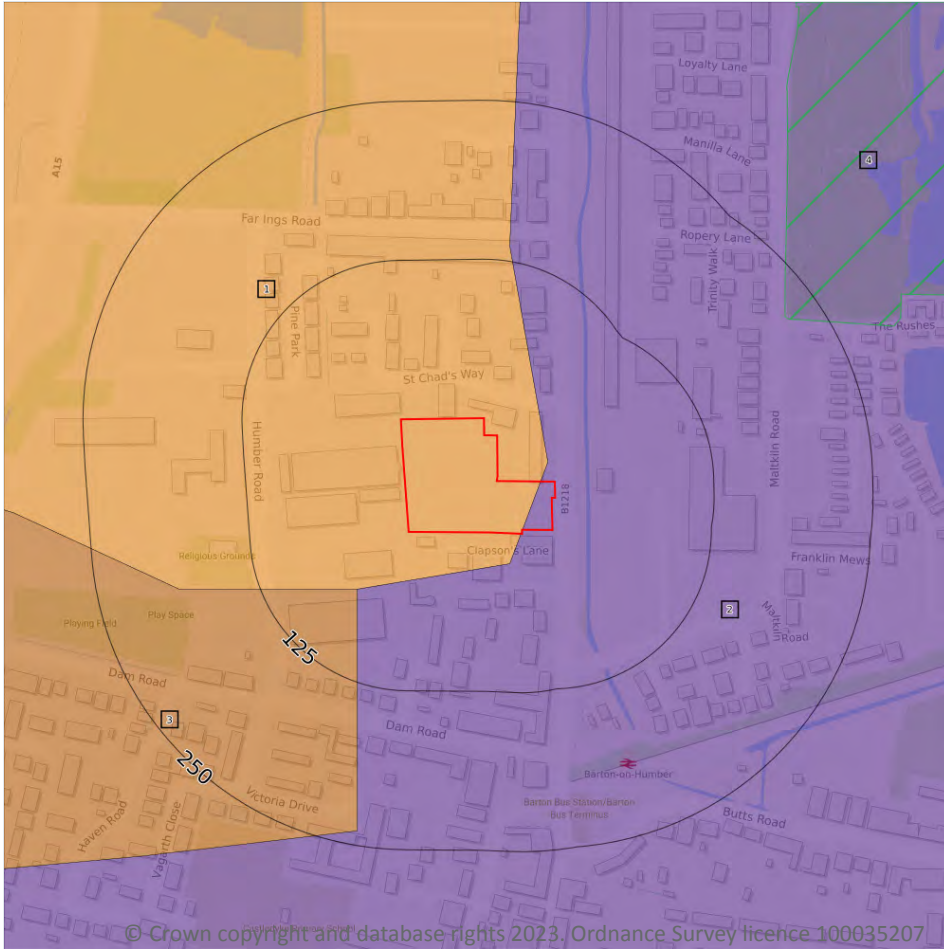 Loyalty Lane
Manilla Lane
4
A15
Far Ings Road
Ropery Lane
Trinity Walk
1
Pine Park
The Rushes
St Chad's Way
Humber Road
Maltkiln Road
B1218
Religious Grounds
Clapson's Lane
Franklin Mews
Playing Field
Play Space
2
Maltkiln
Road
125
Dam Road
3
Dam Road
250
Barton-on-Humber
Victoria Drive
Haven Road
Vagarth Close
Barton Bus Station/Barton
Bus Terminus
Butts Road
© Crown copyright and database rights 2023. Ordnance Survey licence 100035207.